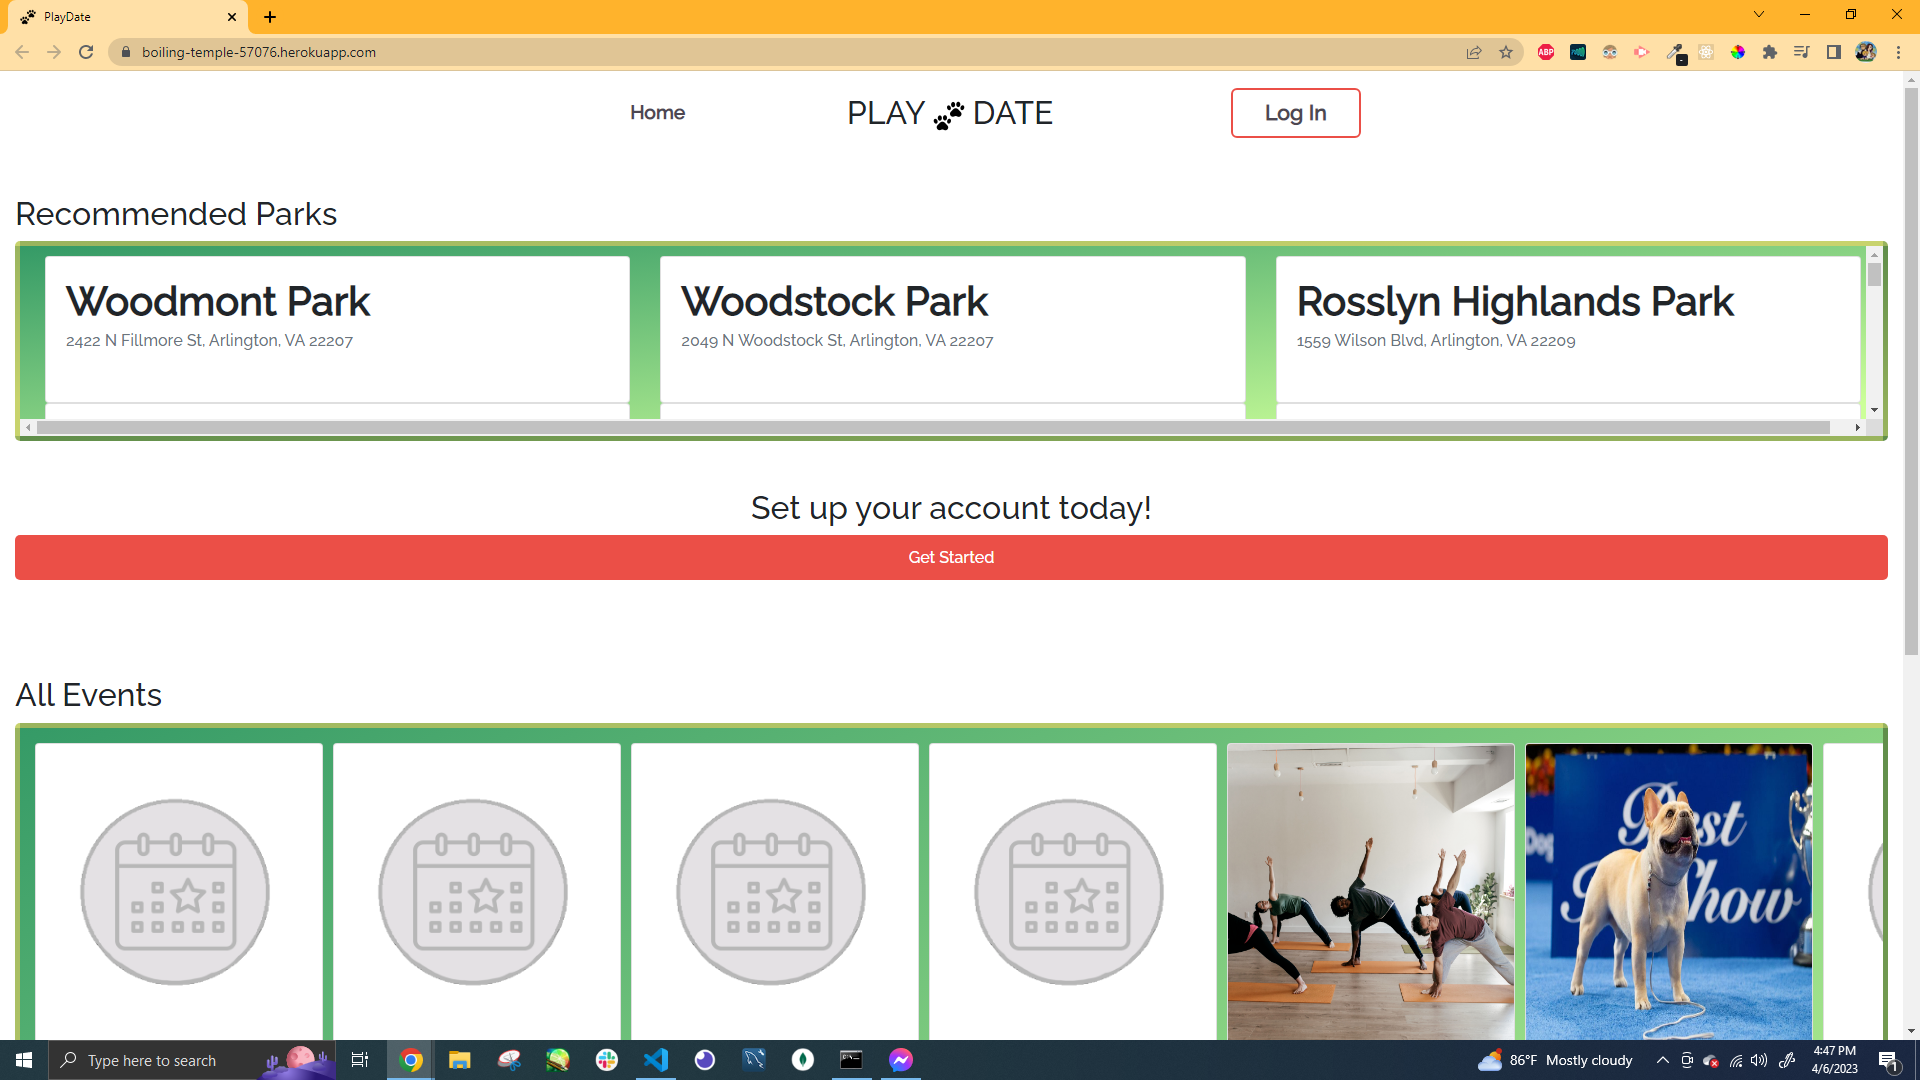 PlayDate
boiling-temple-57076.herokuapp.com
ABP
Home
PLAY DATE
Log In
Recommended Parks
Woodmont Park
2422 N Fillmore St, Arlington, VA 22207
Woodstock Park
2049 N Woodstock St, Arlington, VA 22207
Rosslyn Highlands Park
1559 Wilson Blvd, Arlington, VA 22209
Set up your account today!
Get Started
All Events
Best
Dog
Show
Type here to search
86°F Mostly cloudy
4:47 PM
4/6/2023
1